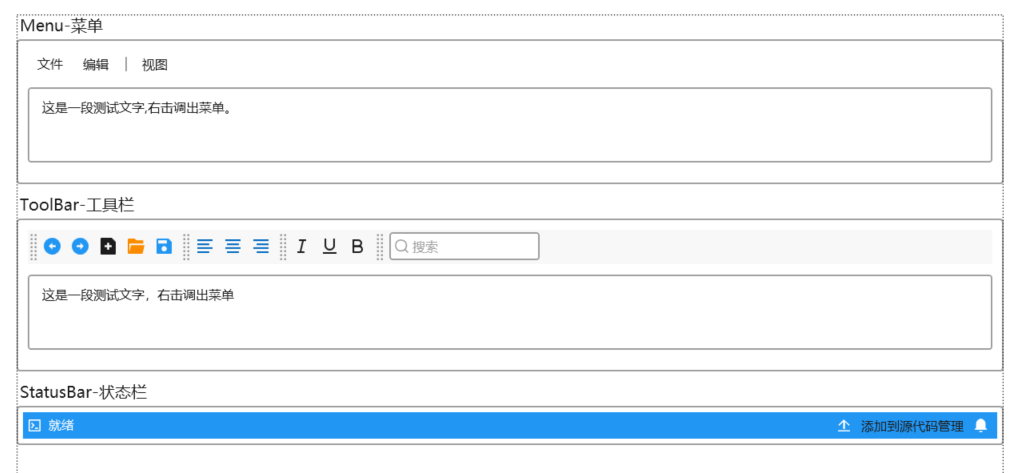 Menu-菜单
文件 编辑 | 视图
这是一段测试文字,右击调出菜单。
ToolBar-工具栏
I U B 搜索
这是一段测试文字，右击调出菜单
StatusBar-状态栏
就绪 添加到源代码管理